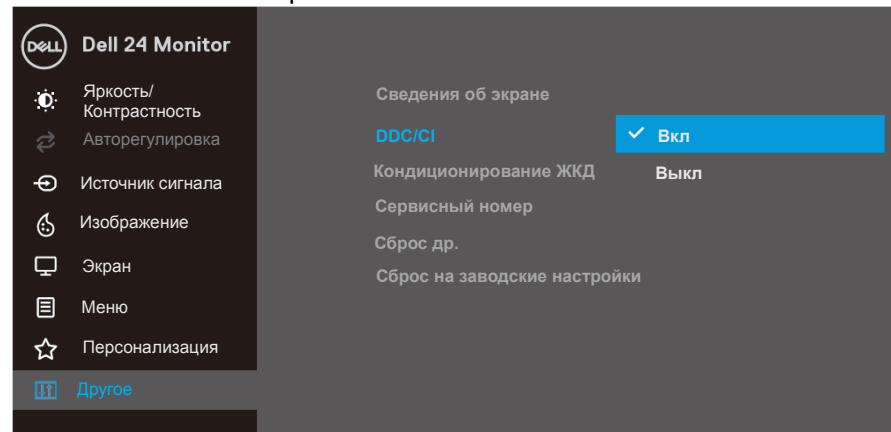 DELL
Dell 24 Monitor
Яркость/
Контрастность
Авторегулировка
Источник сигнала
Изображение
Экран
Меню
Персонализация
Другое
Сведения об экране
DDC/CI
Вкл
Кондиционирование ЖКД
Выкл
Сервисный номер
Сброс др.
Сброс на заводские настройки